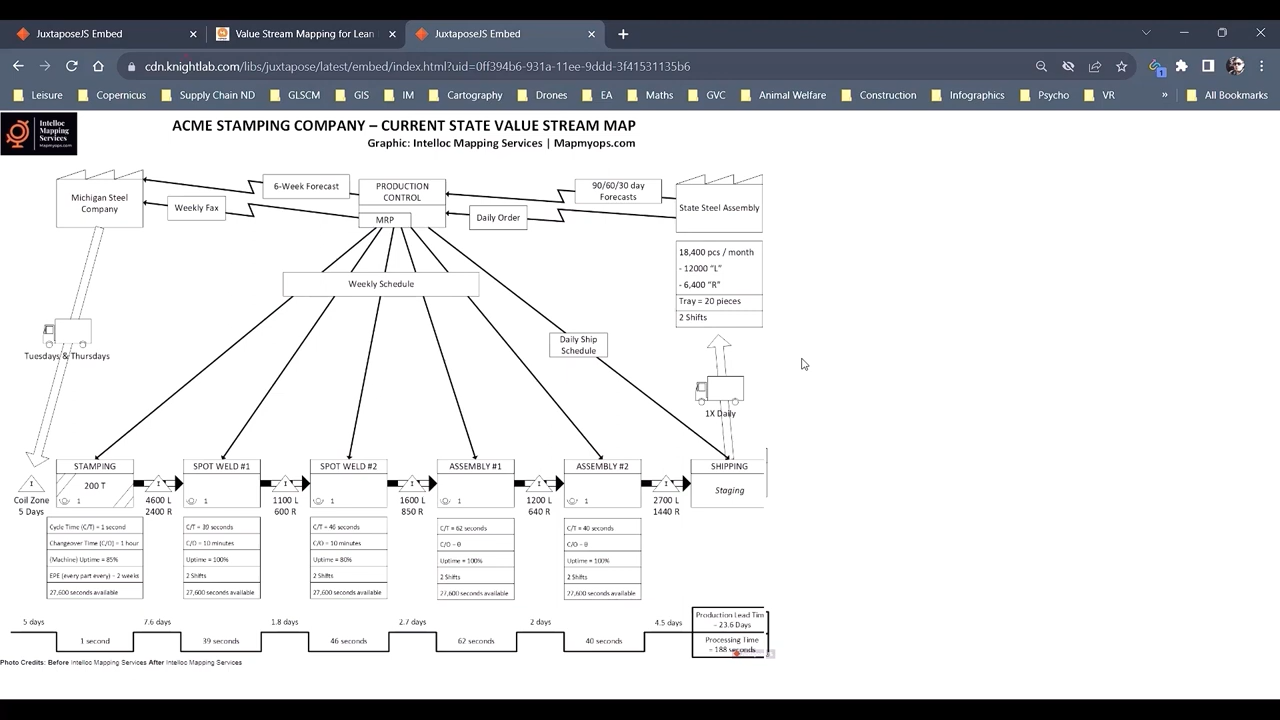 JuxtaposeJS Embed
Value Stream Mapping for Lean
JuxtaposeJS Embed
cdn.knightlab.com/libs/juxtapose/latest/embed/index.html?uid=0ff394b6-931a-11ee-9ddd-3f41531135b6
Leisure
Copernicus
Supply Chain ND
GLSCM
GIS
IM
Cartography
Drones
EA
Maths
GVC
Animal Welfare
Construction
Infographics
Psycho
VR
»
All Bookmarks
Intelloc
Mapping
Services
ACME STAMPING COMPANY – CURRENT STATE VALUE STREAM MAP
Graphic: Intelloc Mapping Services | Mapmyops.com
Michigan Steel
Company
6-Week Forecast
Weekly Fax
PRODUCTION
CONTROL
MRP
90/60/30 day
Forecasts
Daily Order
State Steel Assembly
18,400 pcs / month
- 12000 "L"
- 6,400 "R"
Tray = 20 pieces
2 Shifts
Weekly Schedule
Daily Ship
Schedule
Tuesdays & Thursdays
1X Daily
I
Coil Zone
5 Days
STAMPING
200 T
1
Cycle Time (C/T) = 1 second
Changeover Time (C/O) = 1 hour
(Machine) Uptime = 85%
EPE (every part every) – 2 weeks
27,600 seconds available
I
4600 L
2400 R
SPOT WELD #1
1
C/O = 10 minutes
Uptime = 100%
2 Shifts
27,600 seconds available
I
1100 L
600 R
SPOT WELD #2
1
C/O = 10 minutes
Uptime = 80%
2 Shifts
27,600 seconds available
I
1600 L
850 R
ASSEMBLY #1
1
C/T = 62 seconds
Uptime = 100%
2 Shifts
27,600 seconds available
I
1200 L
640 R
ASSEMBLY #2
1
C/T = 40 seconds
Uptime = 100%
2 Shifts
27,600 seconds available
I
2700 L
1440 R
SHIPPING
Staging
5 days
1 second
7.6 days
39 seconds
1.8 days
46 seconds
2.7 days
62 seconds
2 days
40 seconds
4.5 days
Production Lead Tim
– 23.6 Days
Processing Time
= 188 seconds
Photo Credits: Before Intelloc Mapping Services After Intelloc Mapping Services